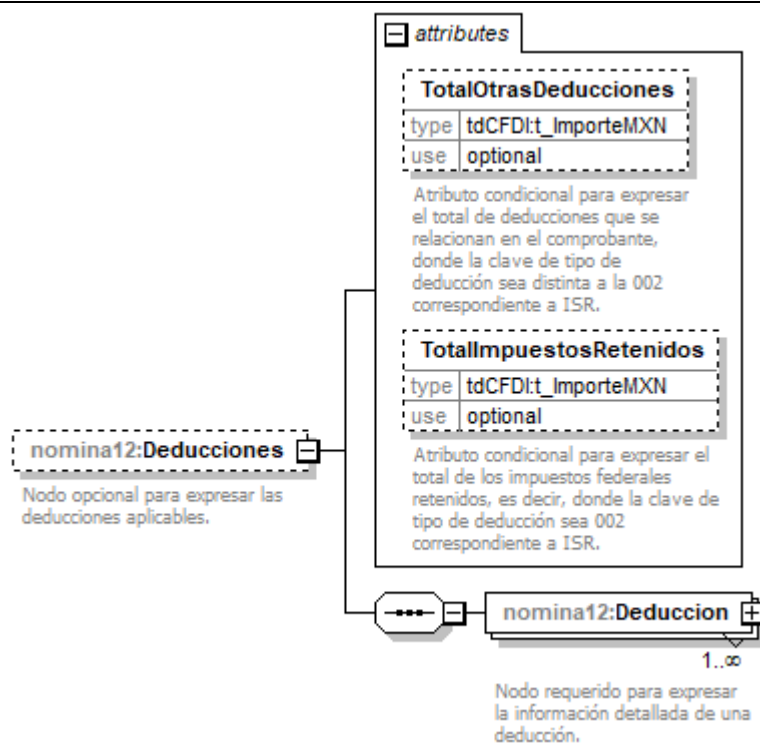 attributes
TotalOtrasDeducciones
type tdCFDI:t_ImporteMXN
use optional
Atributo condicional para expresar
el total de deducciones que se
relacionan en el comprobante,
donde la clave de tipo de
deducción sea distinta a la 002
correspondiente a ISR.
TotalImpuestosRetenidos
type tdCFDI:t_ImporteMXN
use optional
Atributo condicional para expresar el
total de los impuestos federales
retenidos, es decir, donde la clave de
tipo de deducción sea 002
correspondiente a ISR.
nomina12:Deducciones
Nodo opcional para expresar las
deducciones aplicables.
nomina12:Deduccion
1..∞
Nodo requerido para expresar
la información detallada de una
deducción.